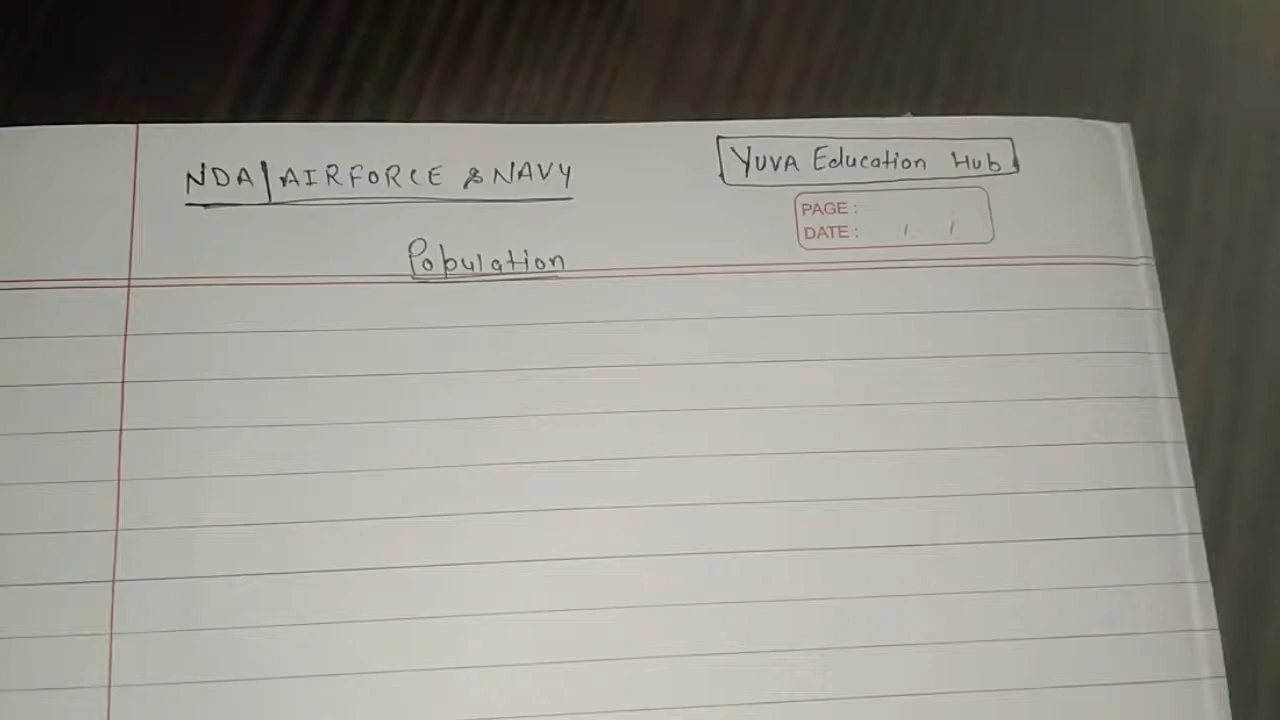 NDA|AIRFORCE & NAVY
YUVA Education Hub
PAGE :
DATE : / /
Population